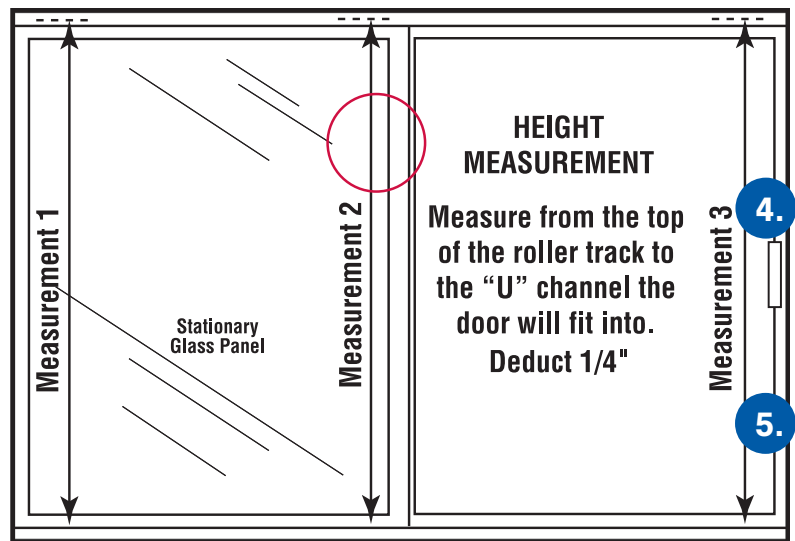 Measurement 1
Stationary
Glass Panel
Measurement 2
HEIGHT
MEASUREMENT
Measure from the top
of the roller track to
the “U” channel the
door will fit into.
Deduct 1/4"
Measurement 3
4.
5.